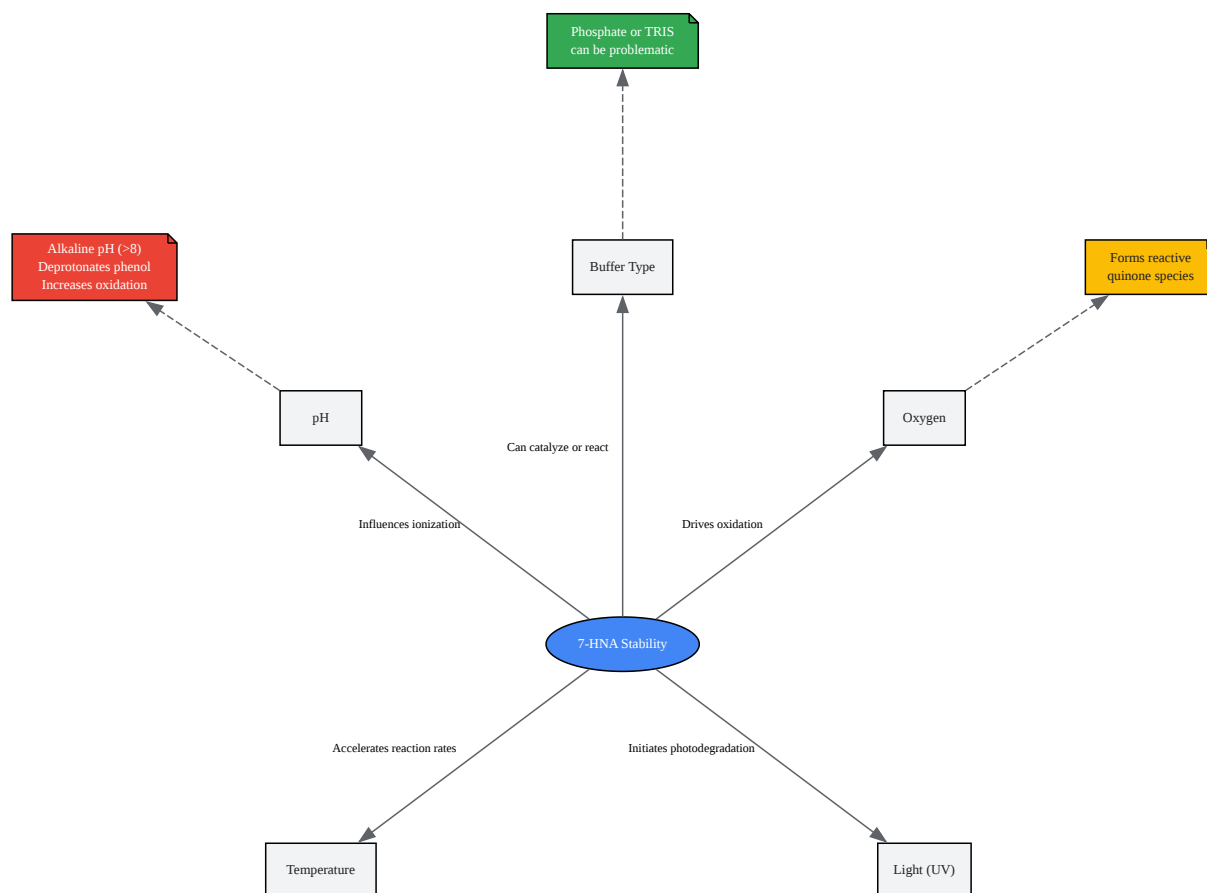 Phosphate or TRIS
can be problematic
Alkaline pH (>8)
Deprotonates phenol
Increases oxidation
Buffer Type
Forms reactive
quinone species
pH
Oxygen
Can catalyze or react
Influences ionization
Drives oxidation
7-HNA Stability
Accelerates reaction rates
Initiates photodegradation
Temperature
Light (UV)